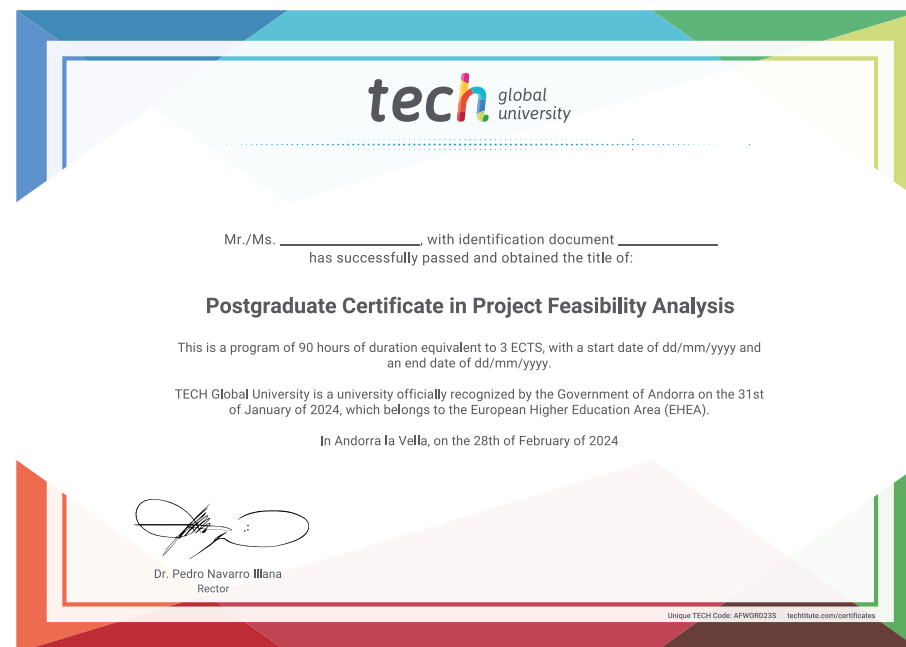 tech global
university
Mr./Ms. ____________, with identification document ____________
has successfully passed and obtained the title of:
Postgraduate Certificate in Project Feasibility Analysis
This is a program of 90 hours of duration equivalent to 3 ECTS, with a start date of dd/mm/yyyy and
an end date of dd/mm/yyyy.
TECH Global University is a university officially recognized by the Government of Andorra on the 31st
of January of 2024, which belongs to the European Higher Education Area (EHEA).
In Andorra la Vella, on the 28th of February of 2024
Dr. Pedro Navarro Illana
Rector
Unique TECH Code: AFWORD23S techtitute.com/certificates